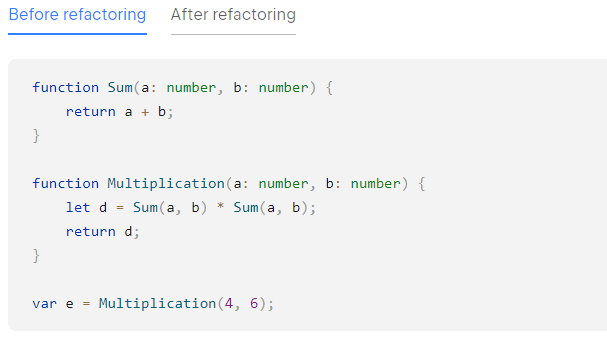 Before refactoring After refactoring
function Sum(a: number, b: number) {
    return a + b;
}
function Multiplication(a: number, b: number) {
    let d = Sum(a, b) * Sum(a, b);
    return d;
}
var e = Multiplication(4, 6);